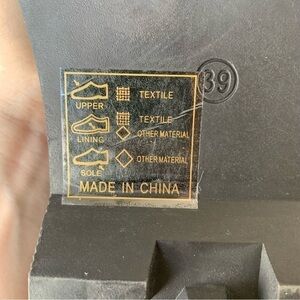 39
UPPER TEXTILE
TEXTILE
LINING OTHER MATERIAL
SOLE OTHER MATERIAL
MADE IN CHINA